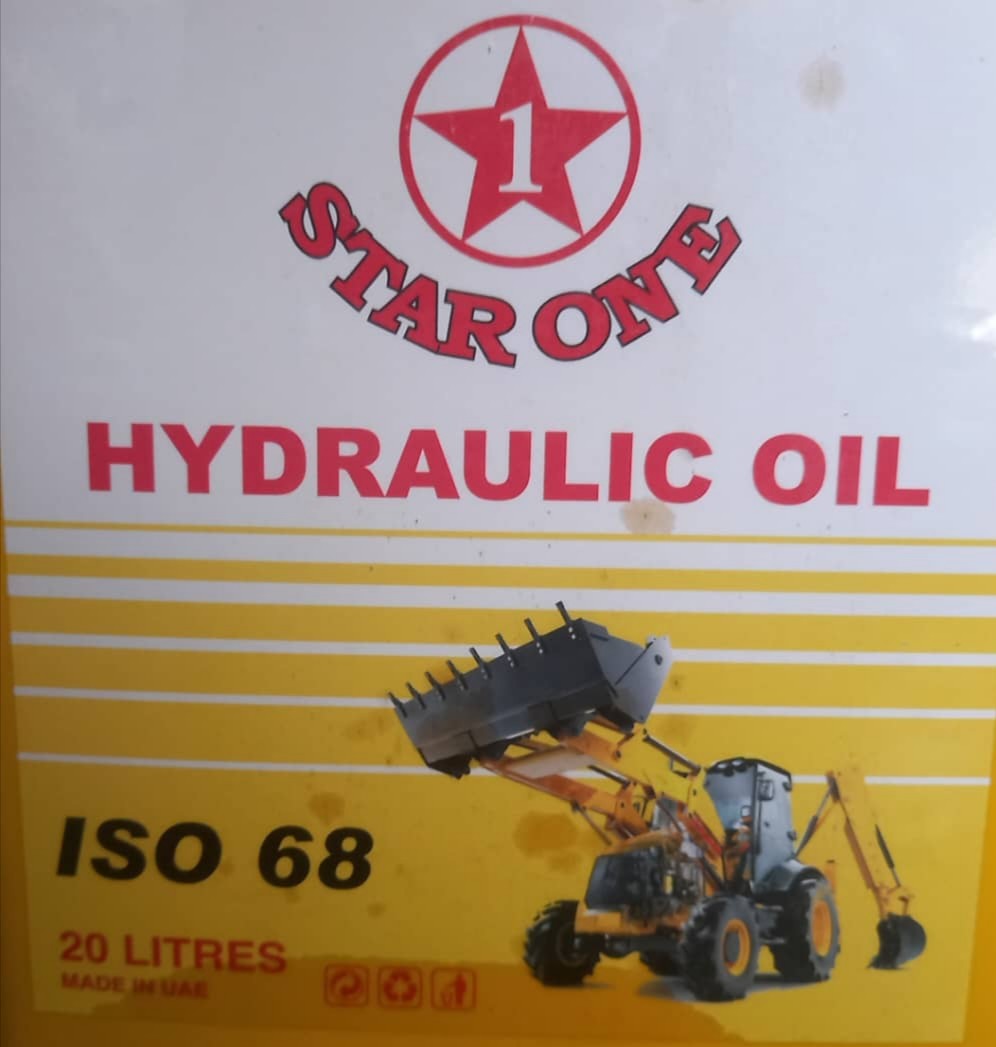 1
STAR ONE
HYDRAULIC OIL
ISO 68
20 LITRES
MADE IN UAE